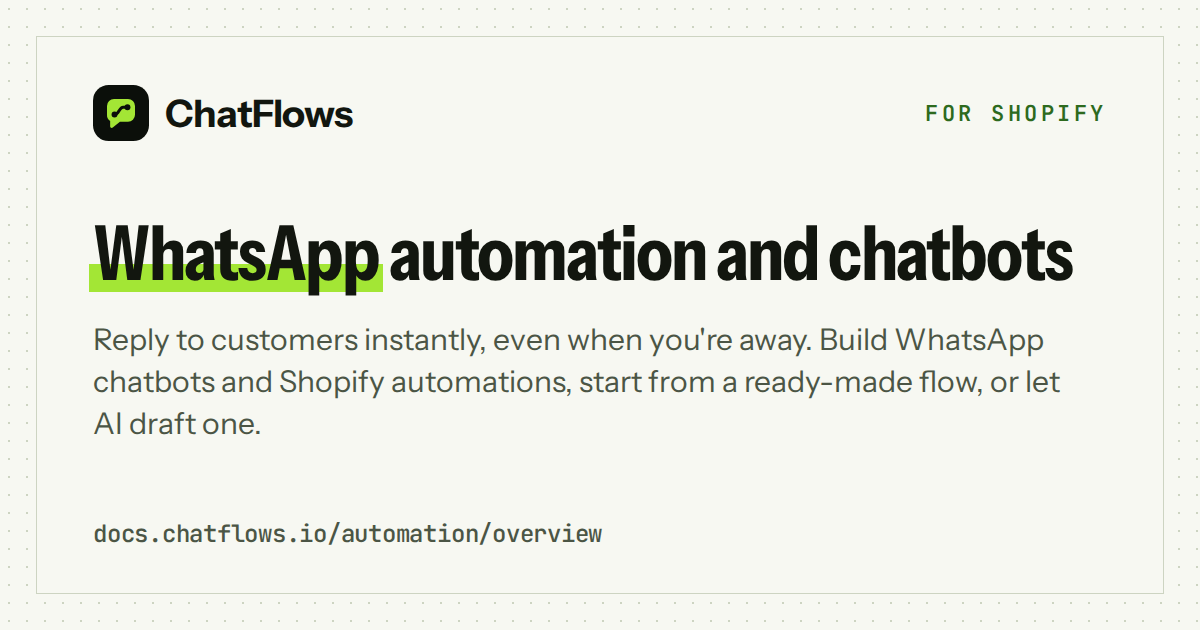 ChatFlows
FOR SHOPIFY
WhatsApp automation and chatbots
Reply to customers instantly, even when you're away. Build WhatsApp
chatbots and Shopify automations, start from a ready-made flow, or let
AI draft one.
docs.chatflows.io/automation/overview